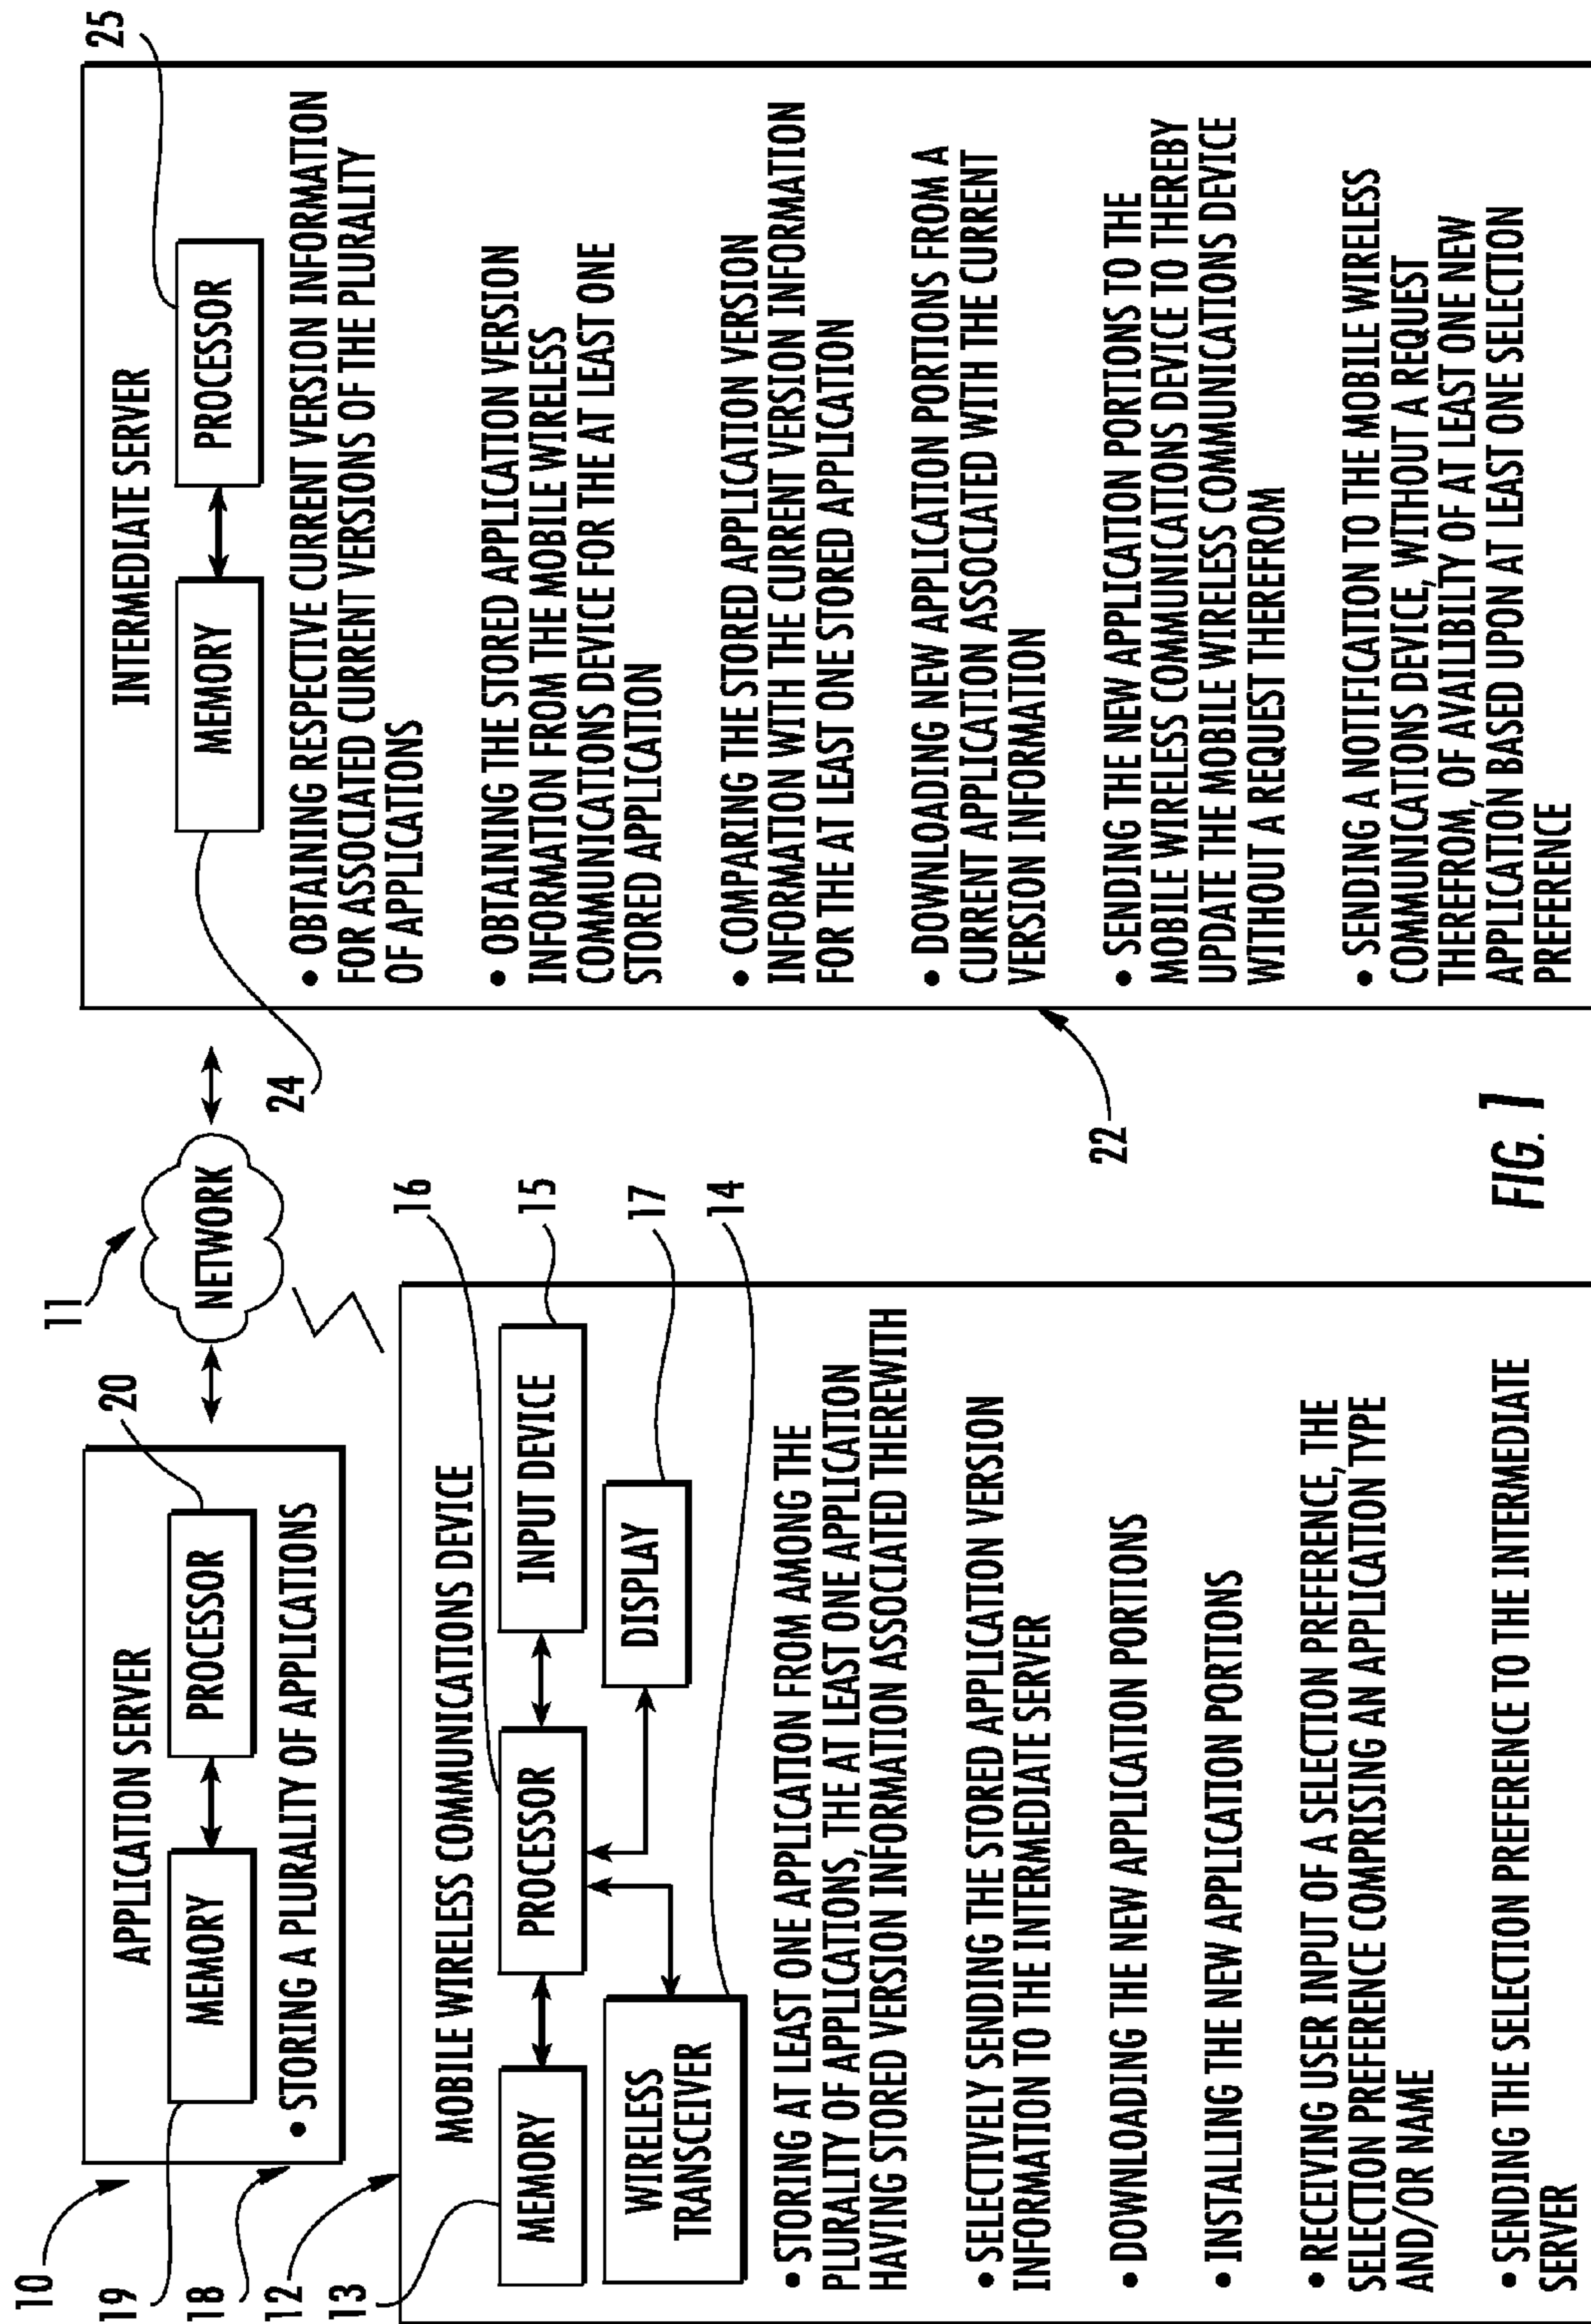 10
11
APPLICATION SERVER
20
MEMORY
PROCESSOR
19
18
• STORING A PLURALITY OF APPLICATIONS
NETWORK
12
MOBILE WIRELESS COMMUNICATIONS DEVICE
16
13
MEMORY
PROCESSOR
INPUT DEVICE
15
WIRELESS
TRANSCEIVER
DISPLAY
17
14
• STORING AT LEAST ONE APPLICATION FROM AMONG THE
PLURALITY OF APPLICATIONS, THE AT LEAST ONE APPLICATION
HAVING STORED VERSION INFORMATION ASSOCIATED THEREWITH
• SELECTIVELY SENDING THE STORED APPLICATION VERSION
INFORMATION TO THE INTERMEDIATE SERVER
• DOWNLOADING THE NEW APPLICATION PORTIONS
• INSTALLING THE NEW APPLICATION PORTIONS
• RECEIVING USER INPUT OF A SELECTION PREFERENCE, THE
SELECTION PREFERENCE COMPRISING AN APPLICATION TYPE
AND/OR NAME
• SENDING THE SELECTION PREFERENCE TO THE INTERMEDIATE
SERVER
25
INTERMEDIATE SERVER
MEMORY
PROCESSOR
24
• OBTAINING RESPECTIVE CURRENT VERSION INFORMATION
FOR ASSOCIATED CURRENT VERSIONS OF THE PLURALITY
OF APPLICATIONS
• OBTAINING THE STORED APPLICATION VERSION
INFORMATION FROM THE MOBILE WIRELESS
COMMUNICATIONS DEVICE FOR THE AT LEAST ONE
STORED APPLICATION
• COMPARING THE STORED APPLICATION VERSION
INFORMATION WITH THE CURRENT VERSION INFORMATION
FOR THE AT LEAST ONE STORED APPLICATION
• DOWNLOADING NEW APPLICATION PORTIONS FROM A
CURRENT APPLICATION ASSOCIATED WITH THE CURRENT
VERSION INFORMATION
• SENDING THE NEW APPLICATION PORTIONS TO THE
MOBILE WIRELESS COMMUNICATIONS DEVICE TO THEREBY
UPDATE THE MOBILE WIRELESS COMMUNICATIONS DEVICE
WITHOUT A REQUEST THEREFROM
• SENDING A NOTIFICATION TO THE MOBILE WIRELESS
COMMUNICATIONS DEVICE, WITHOUT A REQUEST
THEREFROM, OF AVAILIBILTY OF AT LEAST ONE NEW
APPLICATION BASED UPON AT LEAST ONE SELECTION
PREFERENCE
22
FIG. 1